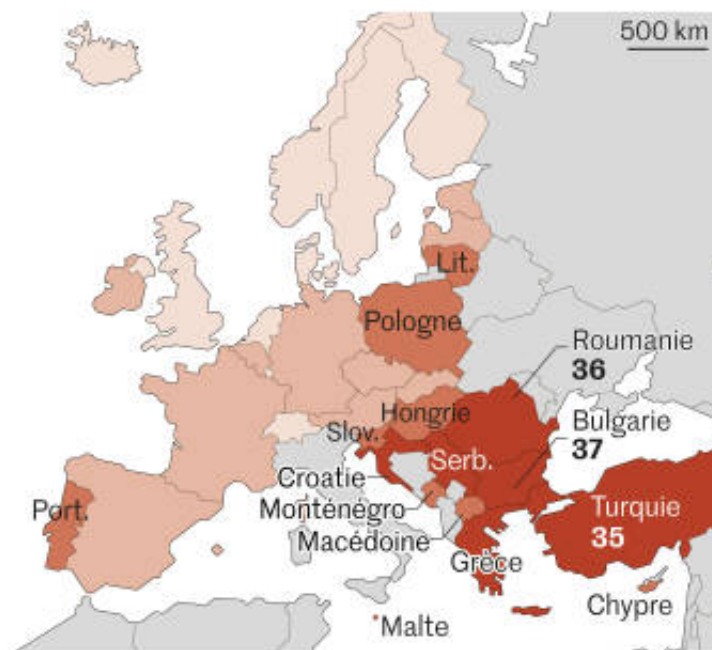 500 km
Lit.
Pologne
Roumanie
36
Hongrie
Bulgarie
37
Slov.
Serb.
Croatie
Monténégro
Port.
Turquie
35
Macédoine
Grèce
Chypre
Malte